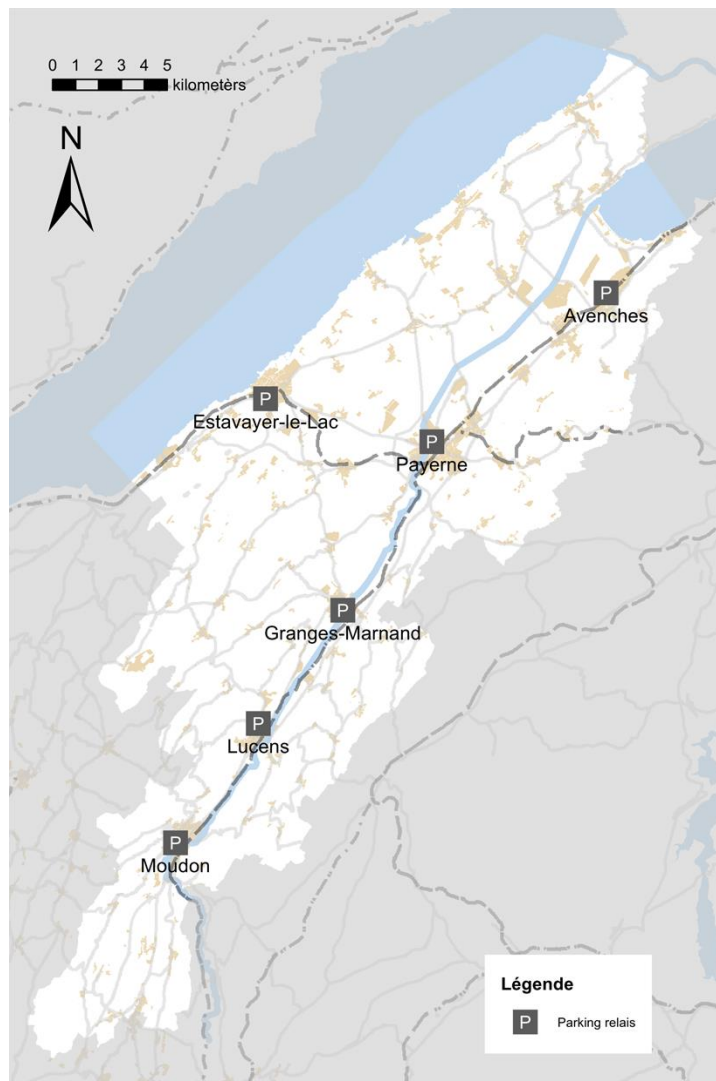 0 1 2 3 4 5
kilometèrs
N
P
Avenches
P
Estavayer-le-Lac
P
Payerne
P
Granges-Marnand
P
Lucens
P
Moudon
Légende
P Parking relais